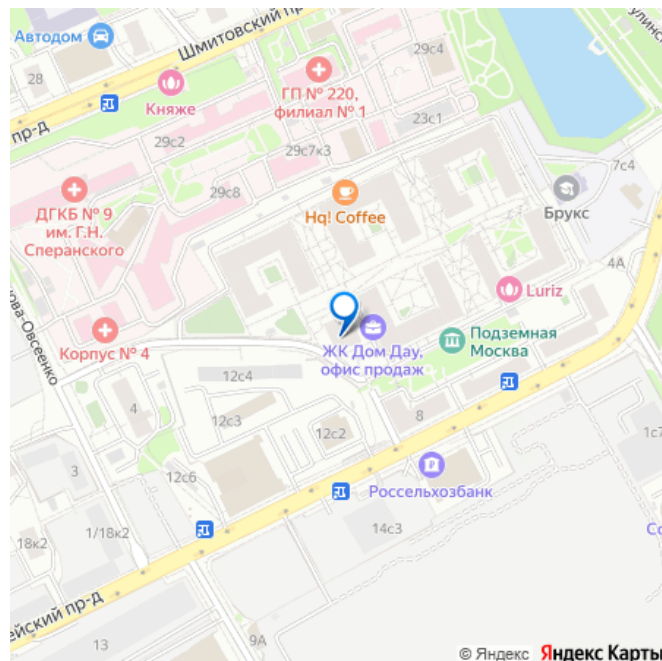 Автодом
Шмитовский пр-
28
29с4
ГП № 220,
филиал № 1
Княже
пр-д
23с1
29с2
29с7к3
7с4
ДГКБ № 9
им. Г.Н.
Сперанского
29с8
Hq! Coffee
Брукс
4А
Luriz
ова-Овсеенко
Корпус № 4
Подземная
Москва
ЖК Дом Дау,
офис продаж
12с4
4
8
12с3
12с2
1с7
3
12с6
Россельхозбанк
1/18к2
14с3
18к2
ейский пр-д
13
9А
© Яндекс Яндекс Карты